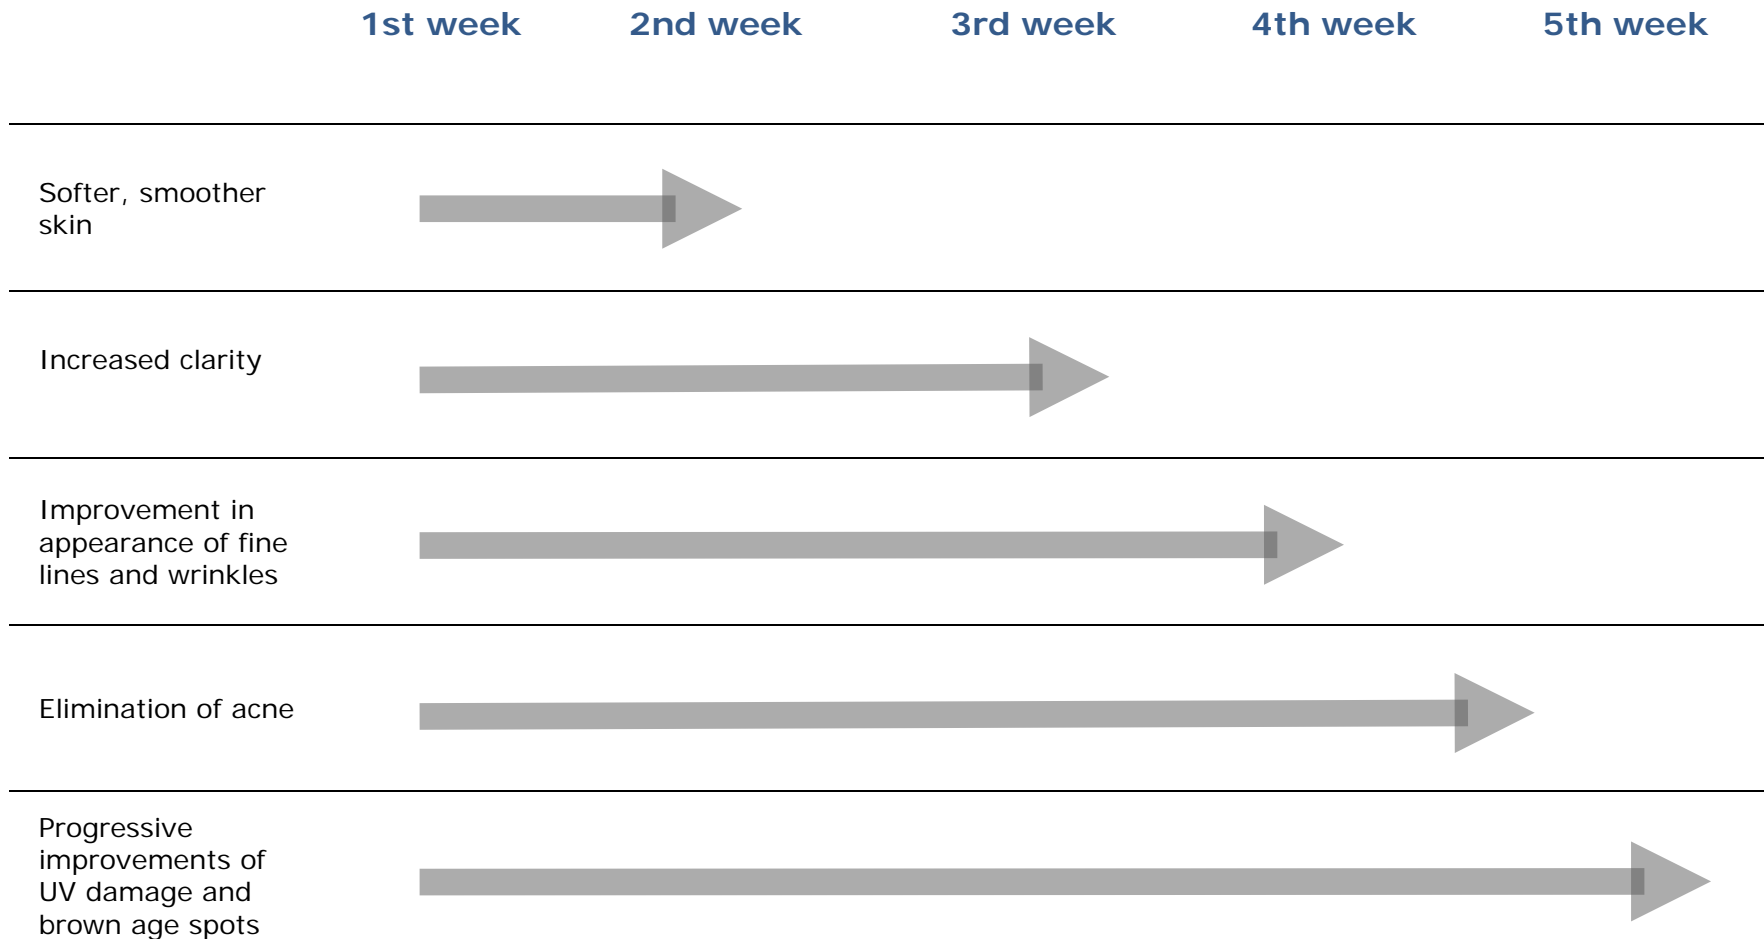 1st week 2nd week 3rd week 4th week 5th week
Softer, smoother
skin
Increased clarity
Improvement in
appearance of fine
lines and wrinkles
Elimination of acne
Progressive
improvements of
UV damage and
brown age spots